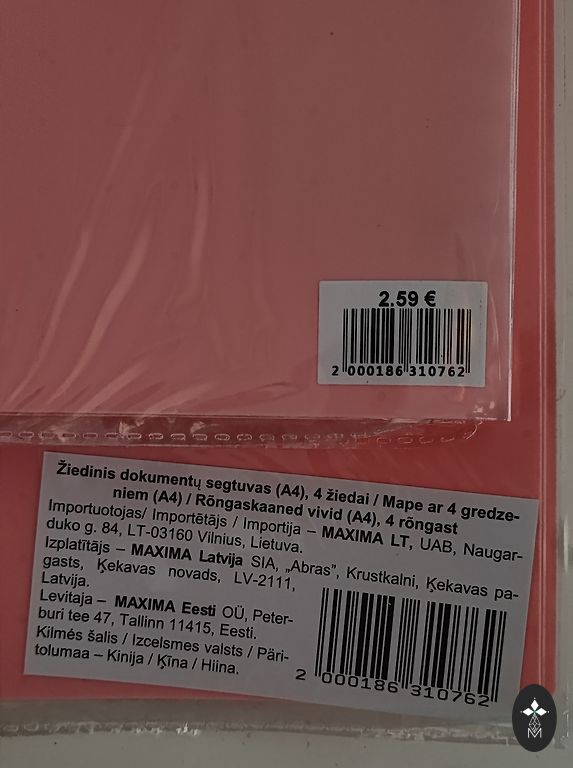 2.59 €
2 000186 310762
Žiedinis dokumentų segtuvas (A4), 4 žiedai / Mape ar 4 gredze-
niem (A4) / Rõngaskaaned vivid (A4), 4 rõngast
Importuotojas/ Importētājs / Importija – MAXIMA LT, UAB, Naugar-
duko g. 84, LT-03160 Vilnius, Lietuva.
Izplatītājs – MAXIMA Latvija SIA, „Abras”, Krustkalni, Ķekavas pa-
gasts, Ķekavas novads, LV-2111,
Latvija.
Levitaja – MAXIMA Eesti OÜ, Peter-
buri tee 47, Tallinn 11415, Eesti.
Kilmės šalis / Izcelsmes valsts / Päri-
tolumaa – Kinija / Ķīna / Hiina.
2 000186 310762
M